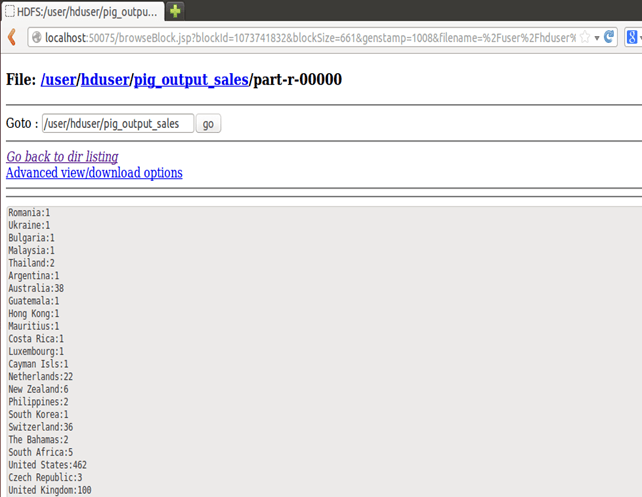 HDFS:/user/hduser/pig_outpu...
localhost:50075/browseBlock.jsp?blockId=1073741832&blockSize=661&genstamp=1008&filename=%2Fuser%2Fhduser%
File: /user/hduser/pig_output_sales/part-r-00000
Goto : /user/hduser/pig_output_sales go
Go back to dir listing
Advanced view/download options
Romania:1
Ukraine:1
Bulgaria:1
Malaysia:1
Thailand:2
Argentina:1
Australia:38
Guatemala:1
Hong Kong:1
Mauritius:1
Costa Rica:1
Luxembourg:1
Cayman Isls:1
Netherlands:22
New Zealand:6
Philippines:2
South Korea:1
Switzerland:36
The Bahamas:2
South Africa:5
United States:462
Czech Republic:3
United Kingdom:100